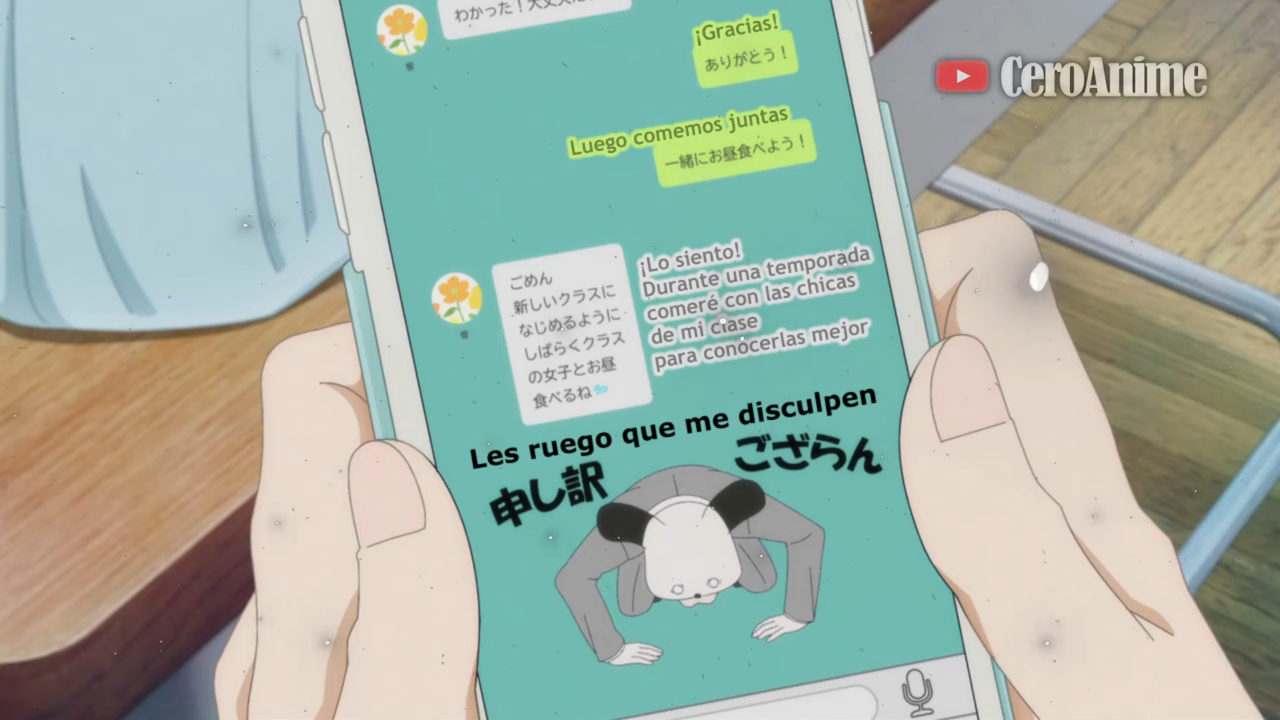 わかった！大丈夫
¡Gracias!
ありがとう！
CeroAnime
Luego comemos juntas
一緒にお昼食べよう！
ごめん
新しいクラスに
なじめるように
しばらくクラス
の女子とお昼
食べるね
¡Lo siento!
Durante una temporada
comeré con las chicas
de mi clase
para conocerlas mejor
Les ruego que me disculpen
申し訳
ござらん